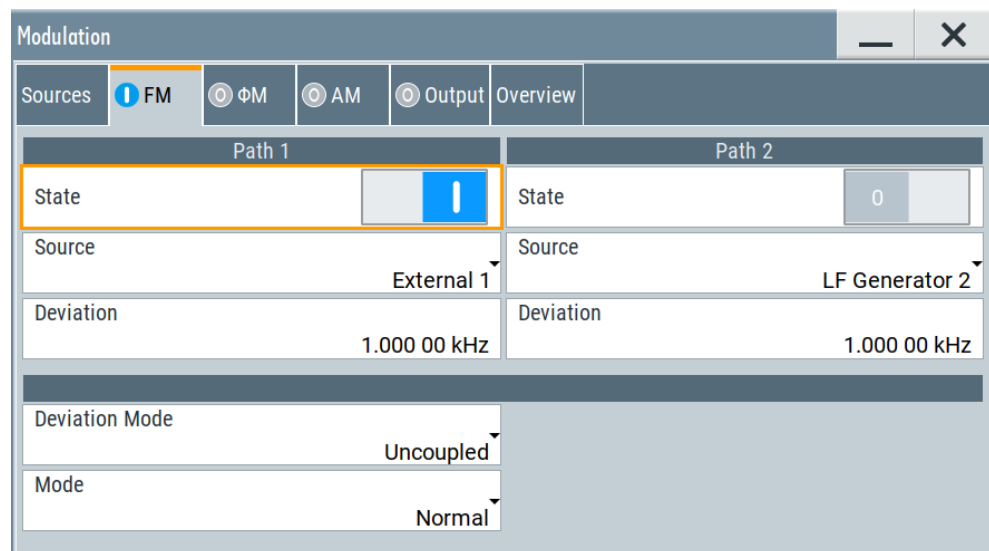 Modulation
Sources FM ΦM AM Output Overview
Path 1
State
Source
External 1
Deviation
1.000 00 kHz
Path 2
State
0
Source
LF Generator 2
Deviation
1.000 00 kHz
Deviation Mode
Uncoupled
Mode
Normal